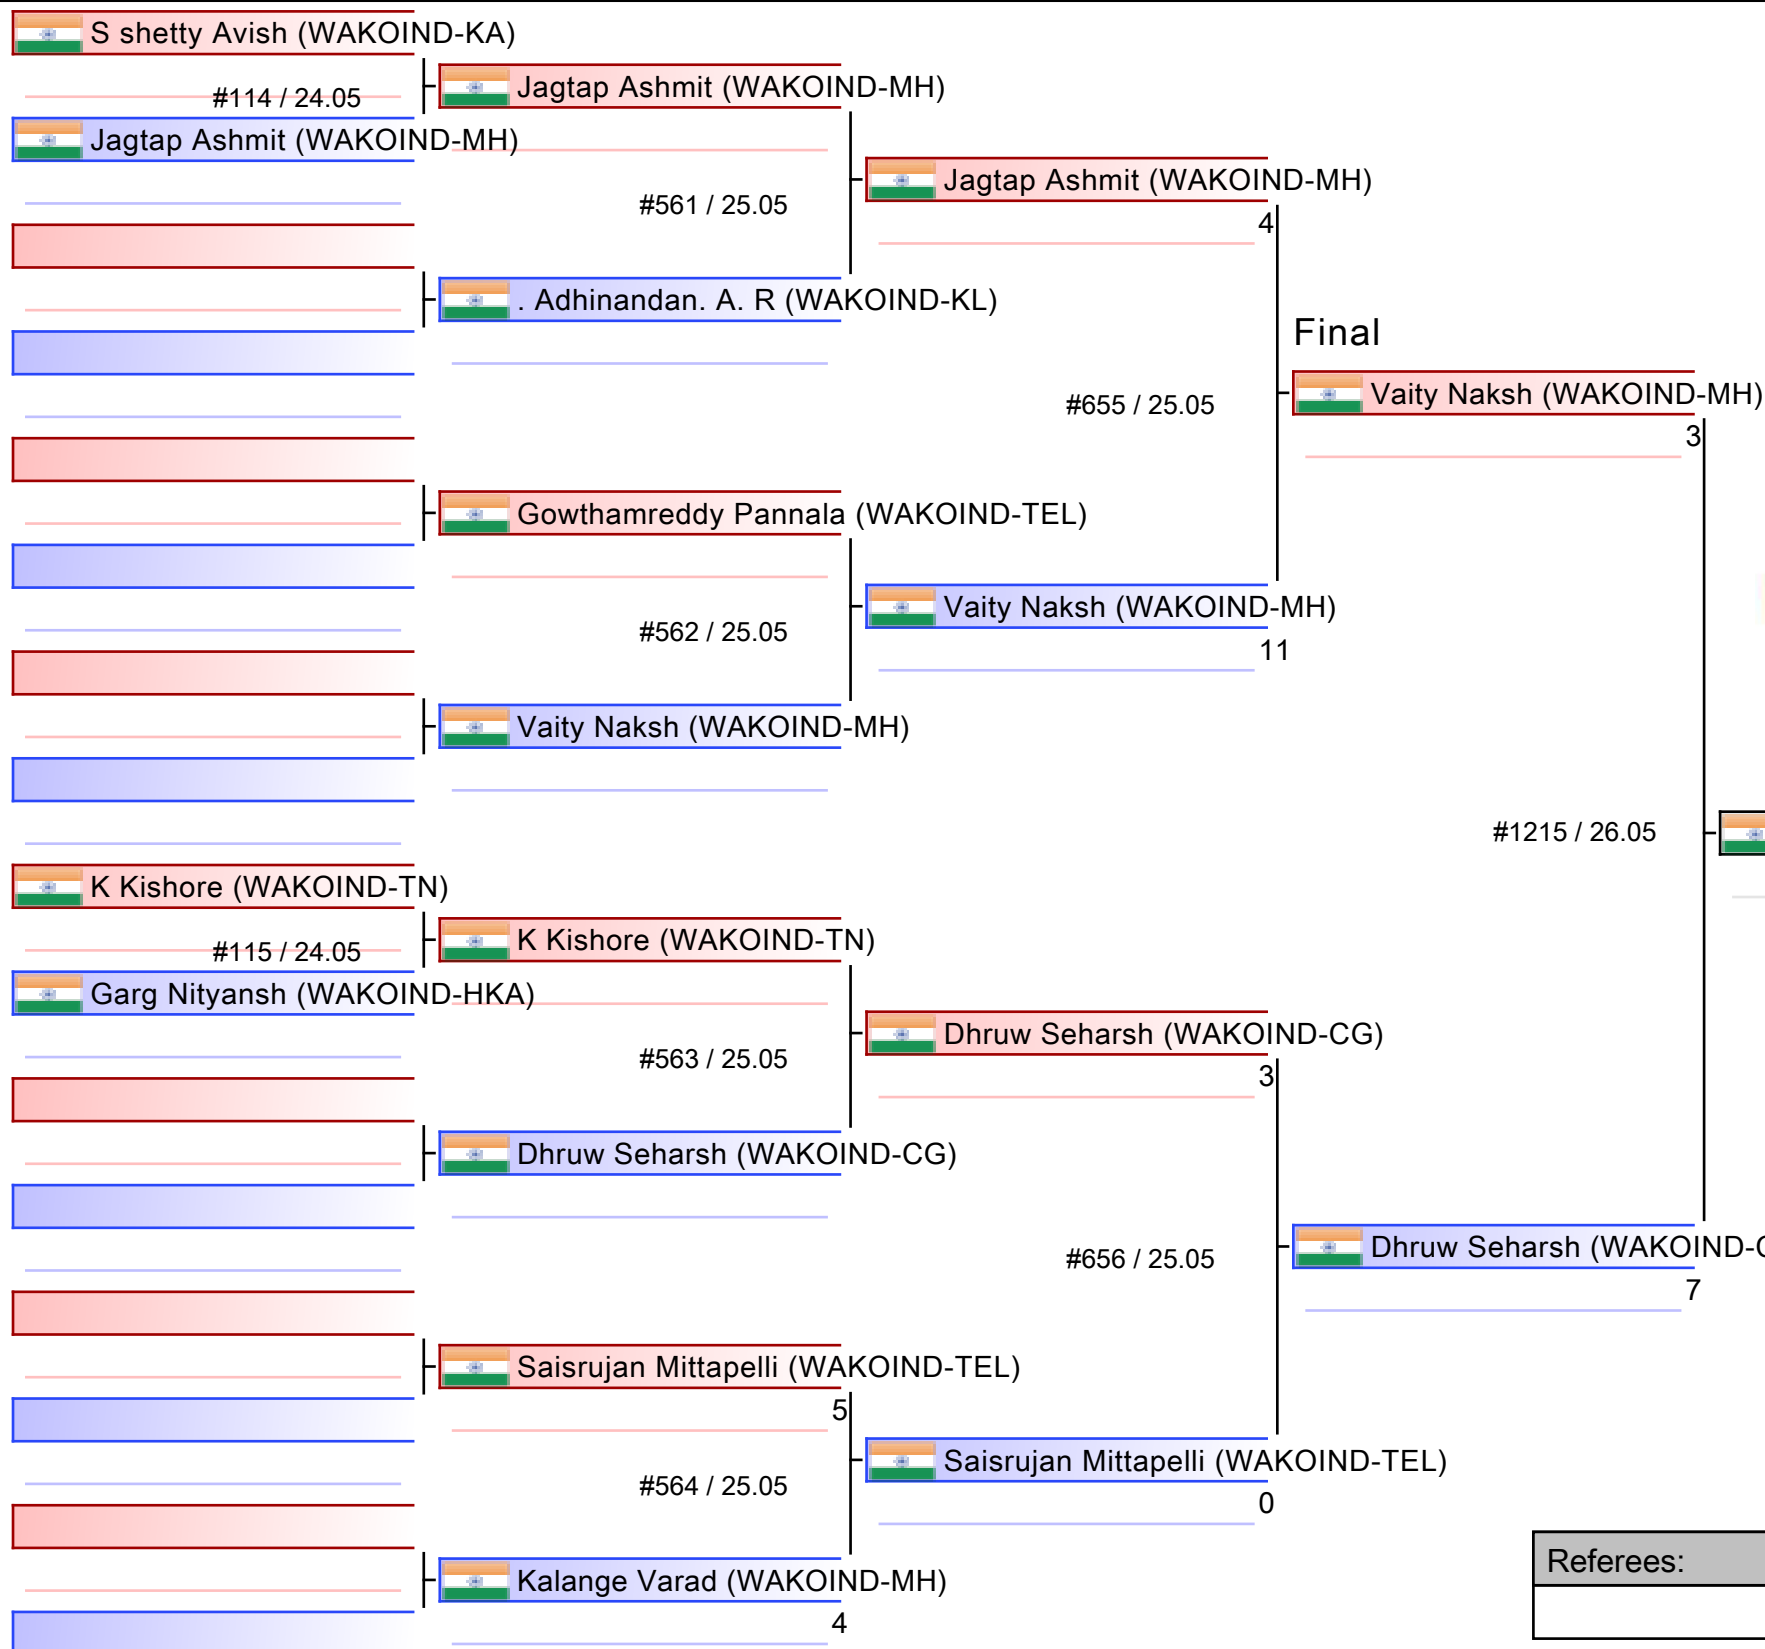 S shetty Avish (WAKOIND-KA)
#114 / 24.05
Jagtap Ashmit (WAKOIND-MH)
Jagtap Ashmit (WAKOIND-MH)
#561 / 25.05
. Adhinandan. A. R (WAKOIND-KL)
Jagtap Ashmit (WAKOIND-MH)
4
#655 / 25.05
Gowthamreddy Pannala (WAKOIND-TEL)
#562 / 25.05
Vaity Naksh (WAKOIND-MH)
Vaity Naksh (WAKOIND-MH)
11
Final
Vaity Naksh (WAKOIND-MH)
3
#1215 / 26.05
K Kishore (WAKOIND-TN)
#115 / 24.05
Garg Nityansh (WAKOIND-HKA)
K Kishore (WAKOIND-TN)
#563 / 25.05
Dhruw Seharsh (WAKOIND-CG)
Dhruw Seharsh (WAKOIND-CG)
3
#656 / 25.05
Dhruw Seharsh (WAKOIND-
7
Saisrujan Mittapelli (WAKOIND-TEL)
5
#564 / 25.05
Kalange Varad (WAKOIND-MH)
4
Saisrujan Mittapelli (WAKOIND-TEL)
0
Referees: